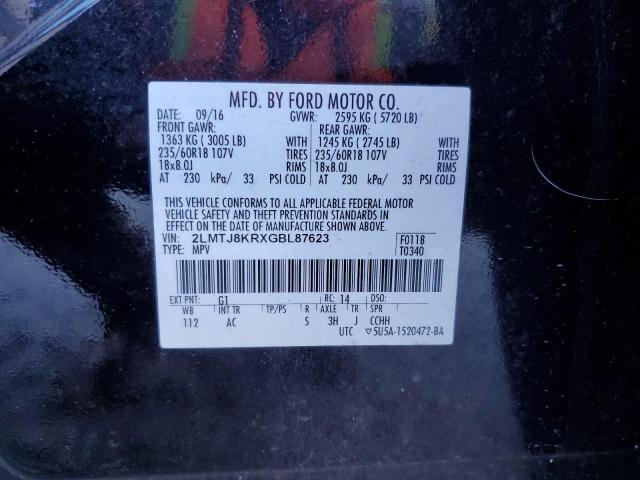 MFD. BY FORD MOTOR CO.
DATE: 09/16 GVWR: 2595 KG ( 5720 LB)
FRONT GAWR: REAR GAWR:
1363 KG ( 3005 LB) WITH 1245 KG ( 2745 LB) WITH
235/60R18 107V TIRES 235/60R18 107V TIRES
18x8.0J RIMS 18x8.0J RIMS
AT 230 kPa/ 33 PSI COLD AT 230 kPa/ 33 PSI COLD
THIS VEHICLE CONFORMS TO ALL APPLICABLE FEDERAL MOTOR
VEHICLE SAFETY AND THEFT PREVENTION STANDARDS IN
EFFECT ON THE DATE OF MANUFACTURE SHOWN ABOVE.
VIN: 2LMTJ8KRXGBL87623 F0118
TYPE: MPV T0340
EXT PNT: G1 RC: 14 DSO:
WB INT TR TP/PS R AXLE TR SPR
112 AC S 3H J CCHH
UTC ▽5U5A-1520472-BA